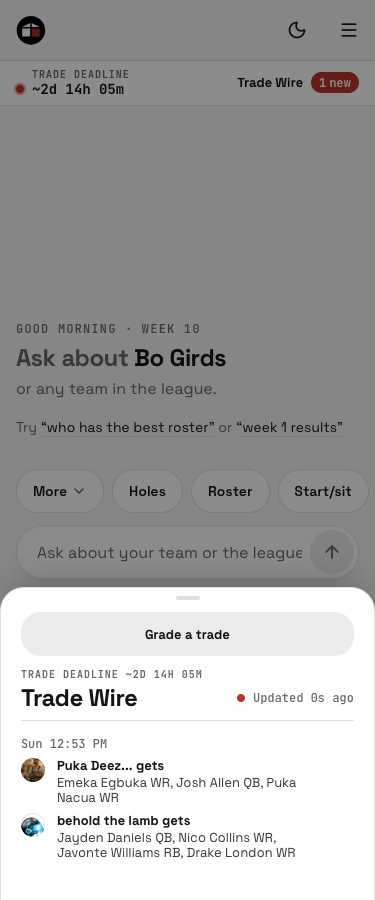 TRADE DEADLINE
~2d 14h 05m
Trade Wire 1 new
GOOD MORNING · WEEK 10
Ask about Bo Girds
or any team in the league.
Try “who has the best roster” or “week 1 results”
More Holes Roster Start/sit
Ask about your team or the league
Grade a trade
TRADE DEADLINE ~2D 14H 05M
Trade Wire
Updated 0s ago
Sun 12:53 PM
Puka Deez... gets
Emeka Egbuka WR, Josh Allen QB, Puka
Nacua WR
behold the lamb gets
Jayden Daniels QB, Nico Collins WR,
Javonte Williams RB, Drake London WR